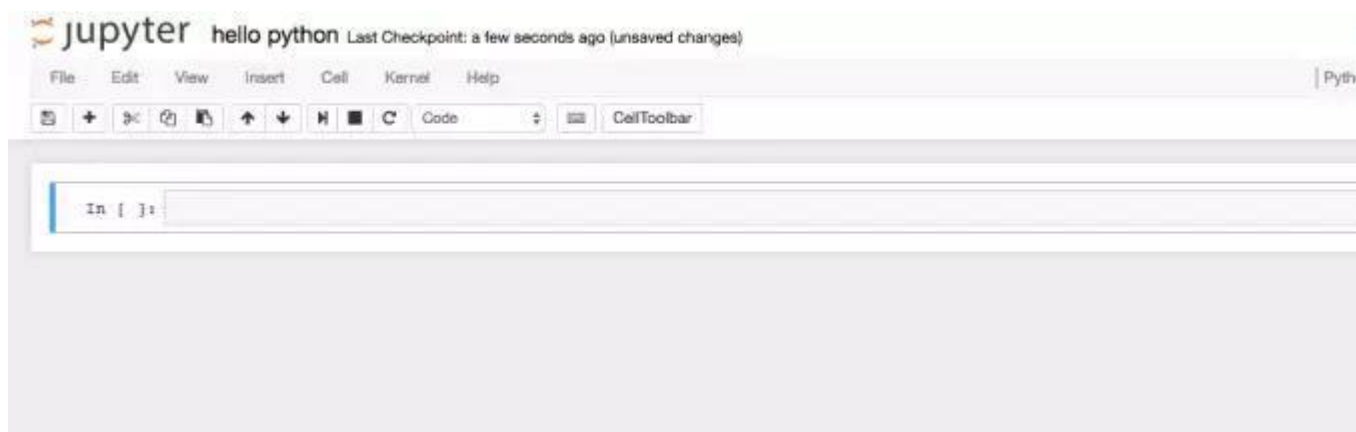 jupyter hello python Last Checkpoint: a few seconds ago (unsaved changes)
File Edit View Insert Cell Kernel Help | Pyth
Code CellToolbar
In [ ]: